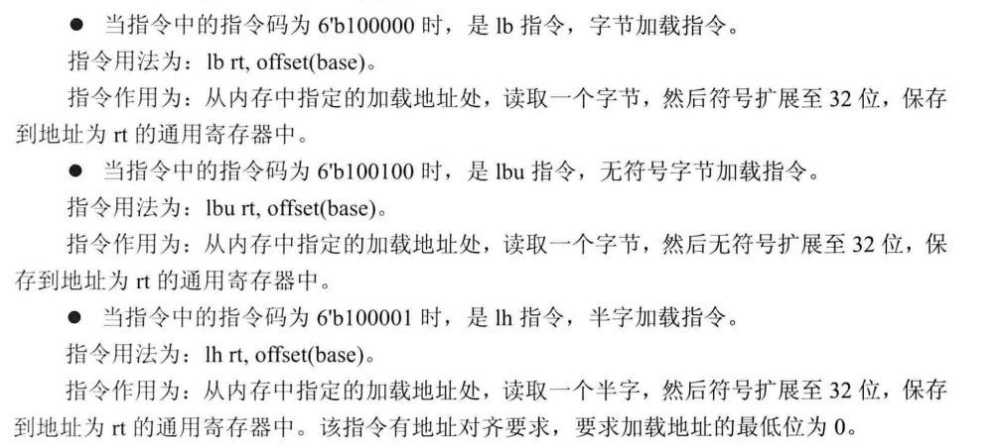 ● 当指令中的指令码为 6'b100000 时，是 lb 指令，字节加载指令。
指令用法为：lb rt, offset(base)。
指令作用为：从内存中指定的加载地址处，读取一个字节，然后符号扩展至 32 位，保存
到地址为 rt 的通用寄存器中。
● 当指令中的指令码为 6'b100100 时，是 lbu 指令，无符号字节加载指令。
指令用法为：lbu rt, offset(base)。
指令作用为：从内存中指定的加载地址处，读取一个字节，然后无符号扩展至 32 位，保
存到地址为 rt 的通用寄存器中。
● 当指令中的指令码为 6'b100001 时，是 lh 指令，半字加载指令。
指令用法为：lh rt, offset(base)。
指令作用为：从内存中指定的加载地址处，读取一个半字，然后符号扩展至 32 位，保存
到地址为 rt 的通用寄存器中。该指令有地址对齐要求，要求加载地址的最低位为 0。